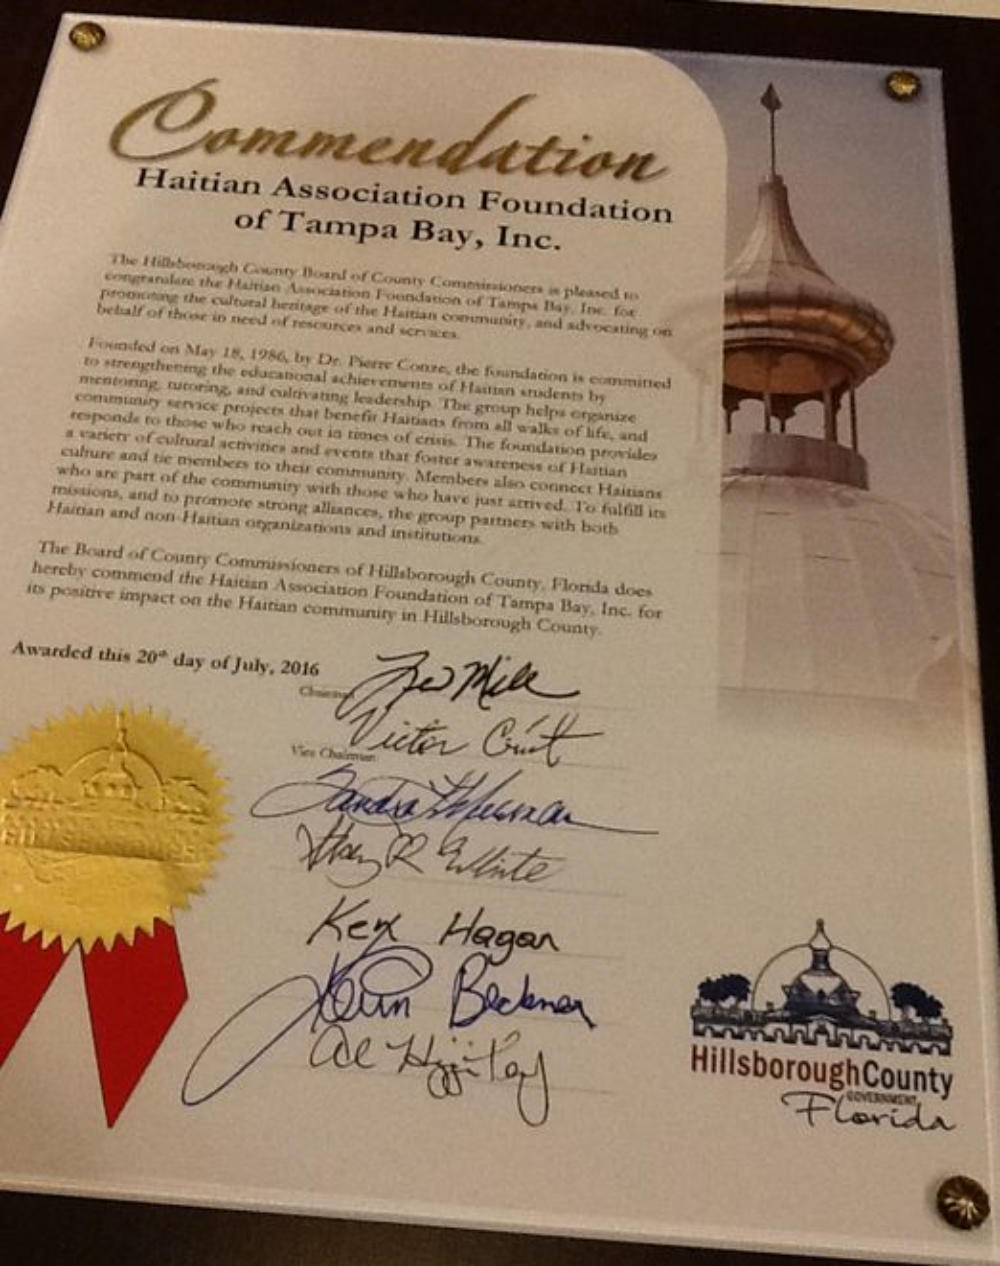 Commendation
Haitian Association Foundation
of Tampa Bay, Inc.
The Hillsborough County Board of County Commissioners is pleased to
congratulate the Haitian Association Foundation of Tampa Bay, Inc. for
promoting the cultural heritage of the Haitian community, and advocating on
behalf of those in need of resources and services.
Founded on May 18, 1986, by Dr. Pierre Conze, the foundation is committed
to strengthening the educational achievements of Haitian students by
mentoring, tutoring, and cultivating leadership. The group helps organize
community service projects that benefit Haitians from all walks of life, and
responds to those who reach out in times of crisis. The foundation provides
a variety of cultural activities and events that foster awareness of Haitian
culture and tie members to their community. Members also connect Haitians
who are part of the community with those who have just arrived. To fulfill its
missions, and to promote strong alliances, the group partners with both
Haitian and non-Haitian organizations and institutions.
The Board of County Commissioners of Hillsborough County, Florida does
hereby commend the Haitian Association Foundation of Tampa Bay, Inc. for
its positive impact on the Haitian community in Hillsborough County.
Awarded this 20th day of July, 2016
Chairman
Victor
Vice Chairman
Sandra
White
Ken Hagan
Kevin Beckner
Al
HillsboroughCounty
GOVERNMENT
Florida